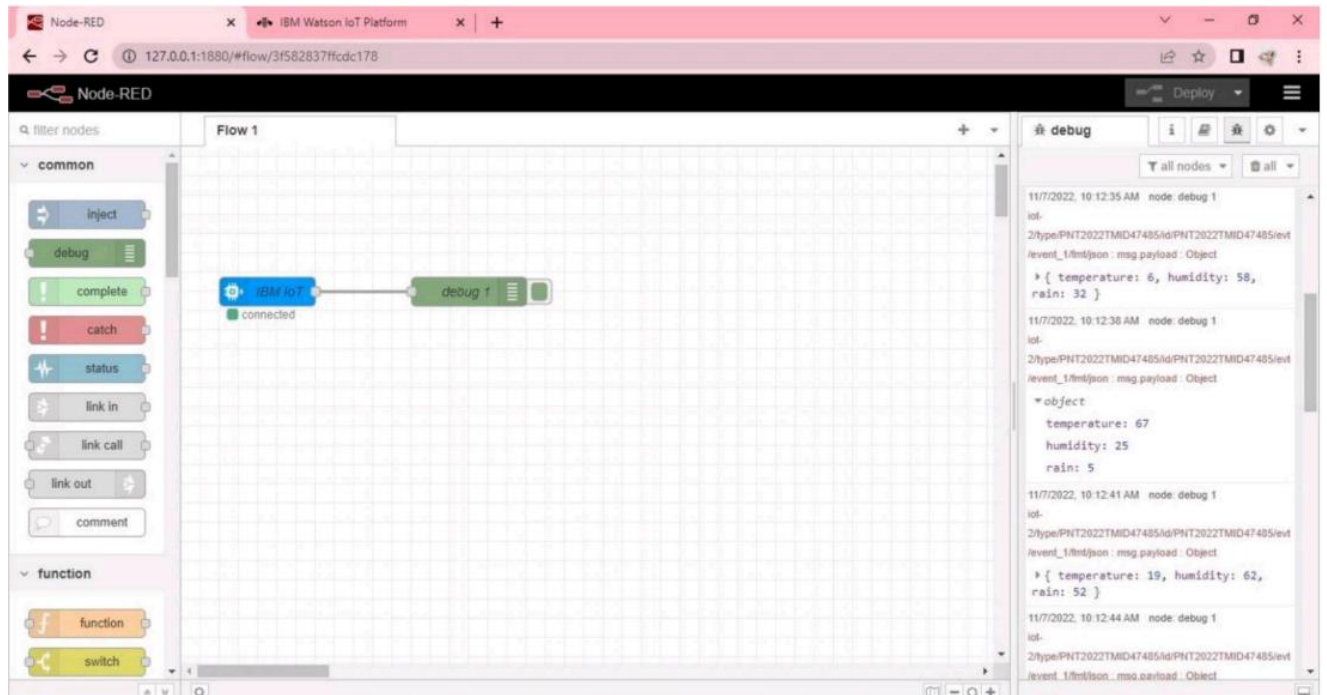 Node-RED
IBM Watson IoT Platform
127.0.0.1:1880/#flow/3f582837ffcdc178
Node-RED
Deploy
filter nodes
Flow 1
debug
i
all nodes
all
common
inject
debug
complete
catch
status
link in
link call
link out
comment
function
function
switch
IBM IoT
connected
debug 1
11/7/2022, 10:12:35 AM node: debug 1
iot-
2/type/PNT2022TMID47485/id/PNT2022TMID47485/evt
/event_1/fmt/json : msg.payload : Object
{ temperature: 6, humidity: 58,
rain: 32 }
11/7/2022, 10:12:38 AM node: debug 1
iot-
2/type/PNT2022TMID47485/id/PNT2022TMID47485/evt
/event_1/fmt/json : msg.payload : Object
object
temperature: 67
humidity: 25
rain: 5
11/7/2022, 10:12:41 AM node: debug 1
iot-
2/type/PNT2022TMID47485/id/PNT2022TMID47485/evt
/event_1/fmt/json : msg.payload : Object
{ temperature: 19, humidity: 62,
rain: 52 }
11/7/2022, 10:12:44 AM node: debug 1
iot-
2/type/PNT2022TMID47485/id/PNT2022TMID47485/evt
/event_1/fmt/json : msg.payload : Object